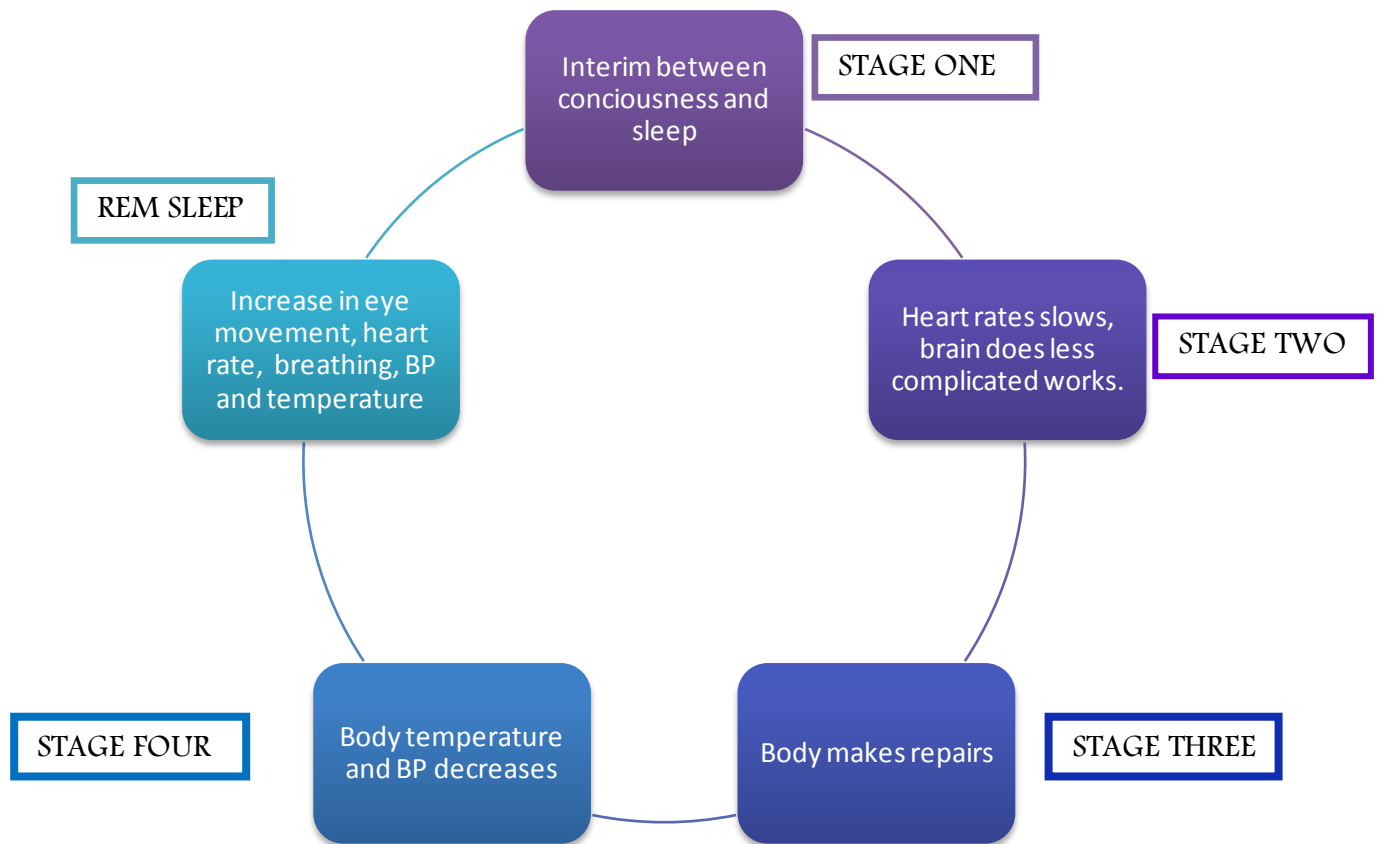 Interim between
conciousness and
sleep
STAGE ONE
Heart rates slows,
brain does less
complicated works.
STAGE TWO
Body makes repairs
STAGE THREE
Body temperature
and BP decreases
STAGE FOUR
Increase in eye
movement, heart
rate, breathing, BP
and temperature
REM SLEEP